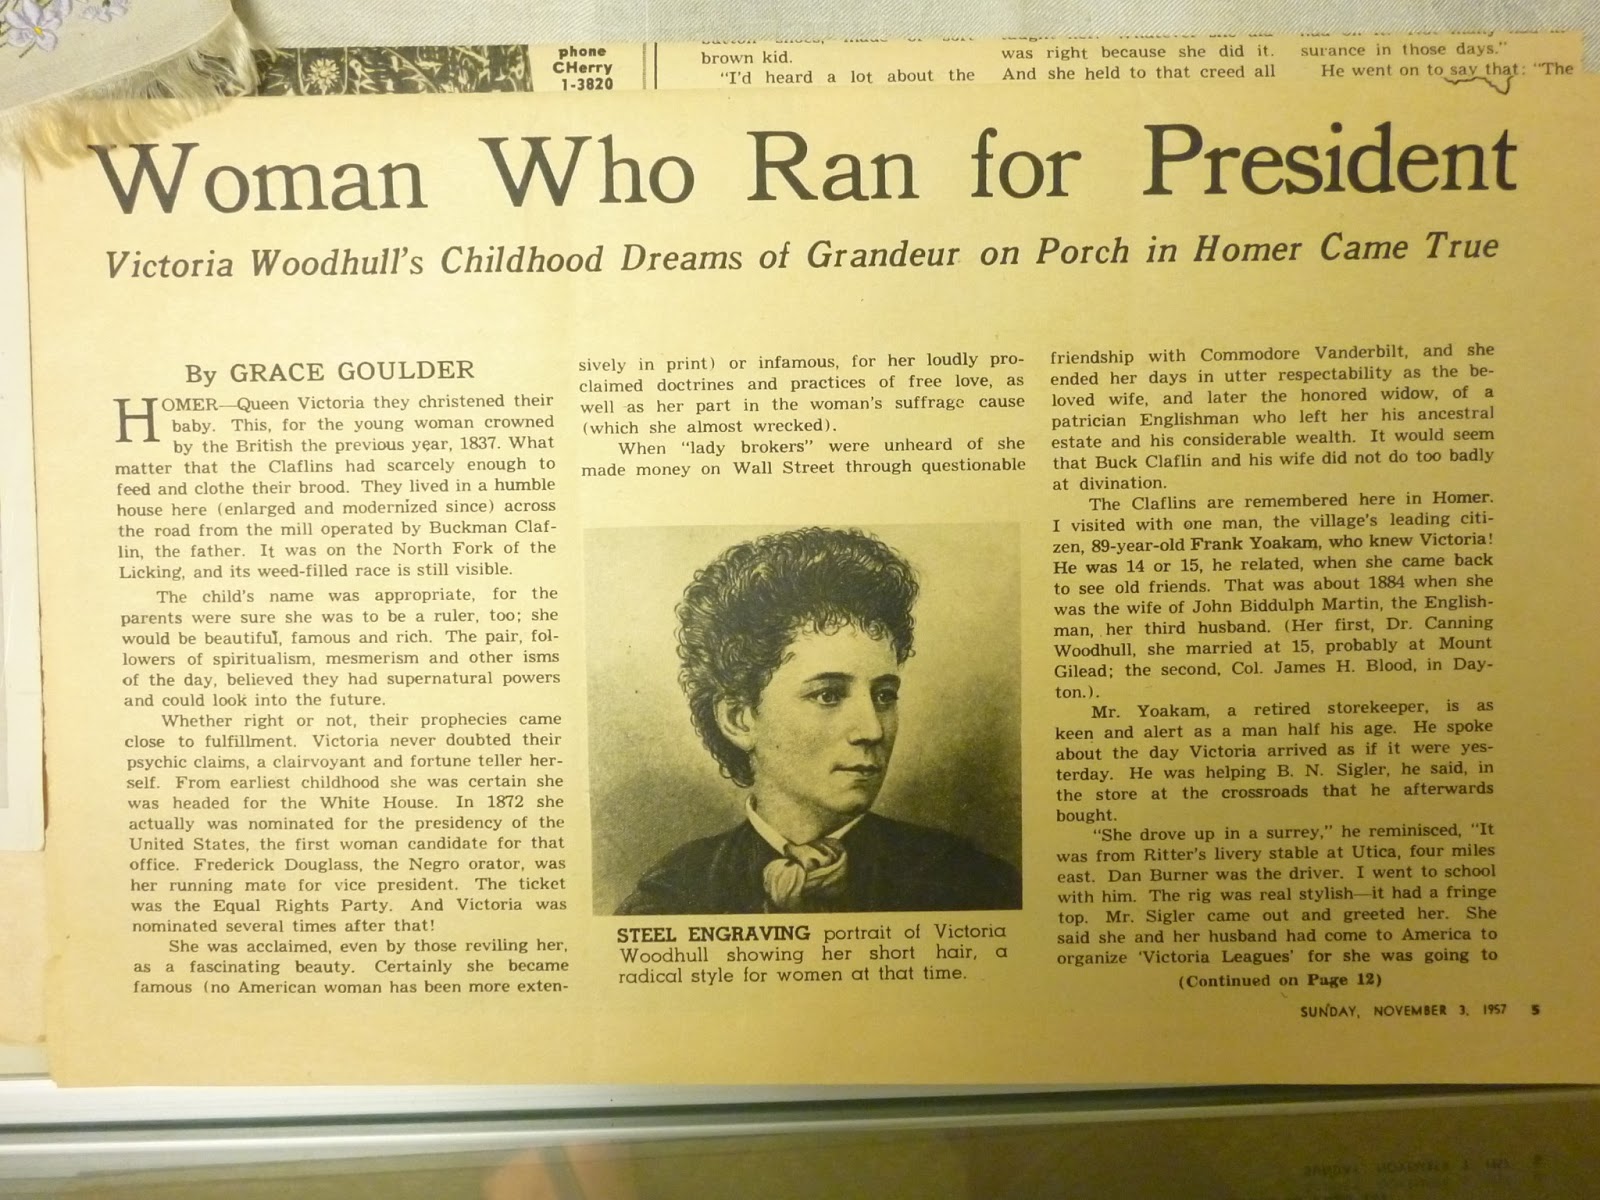 phone
CHerry
1-3820
brown kid.
"I'd heard a lot about the
was right because she did it.
And she held to that creed all
surance in those days."
He went on to say that: "The
Woman Who Ran for President
Victoria Woodhull's Childhood Dreams of Grandeur on Porch in Homer Came True
By GRACE GOULDER
HOMER—Queen Victoria they christened their
baby. This, for the young woman crowned
by the British the previous year, 1837. What
matter that the Claflins had scarcely enough to
feed and clothe their brood. They lived in a humble
house here (enlarged and modernized since) across
the road from the mill operated by Buckman Claf-
lin, the father. It was on the North Fork of the
Licking, and its weed-filled race is still visible.
The child's name was appropriate, for the
parents were sure she was to be a ruler, too; she
would be beautiful, famous and rich. The pair, fol-
lowers of spiritualism, mesmerism and other isms
of the day, believed they had supernatural powers
and could look into the future.
Whether right or not, their prophecies came
close to fulfillment. Victoria never doubted their
psychic claims, a clairvoyant and fortune teller her-
self. From earliest childhood she was certain she
was headed for the White House. In 1872 she
actually was nominated for the presidency of the
United States, the first woman candidate for that
office. Frederick Douglass, the Negro orator, was
her running mate for vice president. The ticket
was the Equal Rights Party. And Victoria was
nominated several times after that!
She was acclaimed, even by those reviling her,
as a fascinating beauty. Certainly she became
famous (no American woman has been more exten-
sively in print) or infamous, for her loudly pro-
claimed doctrines and practices of free love, as
well as her part in the woman's suffrage cause
(which she almost wrecked).
When "lady brokers" were unheard of she
made money on Wall Street through questionable
STEEL ENGRAVING portrait of Victoria
Woodhull showing her short hair, a
radical style for women at that time.
friendship with Commodore Vanderbilt, and she
ended her days in utter respectability as the be-
loved wife, and later the honored widow, of a
patrician Englishman who left her his ancestral
estate and his considerable wealth. It would seem
that Buck Claflin and his wife did not do too badly
at divination.
The Claflins are remembered here in Homer.
I visited with one man, the village's leading citi-
zen, 89-year-old Frank Yoakam, who knew Victoria!
He was 14 or 15, he related, when she came back
to see old friends. That was about 1884 when she
was the wife of John Biddulph Martin, the English-
man, her third husband. (Her first, Dr. Canning
Woodhull, she married at 15, probably at Mount
Gilead; the second, Col. James H. Blood, in Day-
ton.).
Mr. Yoakam, a retired storekeeper, is as
keen and alert as a man half his age. He spoke
about the day Victoria arrived as if it were yes-
terday. He was helping B. N. Sigler, he said, in
the store at the crossroads that he afterwards
bought.
"She drove up in a surrey," he reminisced, "It
was from Ritter's livery stable at Utica, four miles
east. Dan Burner was the driver. I went to school
with him. The rig was real stylish—it had a fringe
top. Mr. Sigler came out and greeted her. She
said she and her husband had come to America to
organize 'Victoria Leagues' for she was going to
(Continued on Page 12)
SUNDAY, NOVEMBER 3, 1957 5